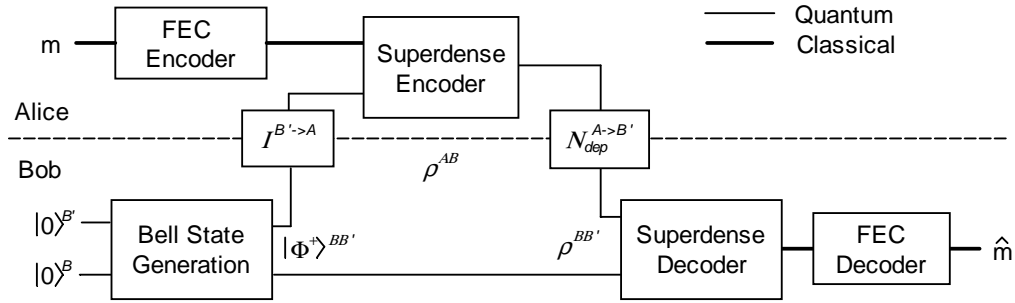 m
FEC
Encoder
Superdense
Encoder
Quantum
Classical
Alice
I^{B'->A}
N_{dep}^{A->B'}
Bob
ρ^{AB}
|0⟩^{B'}
|0⟩^{B}
Bell State
Generation
|Φ^+⟩^{BB'}
ρ^{BB'}
Superdense
Decoder
FEC
Decoder
m̂